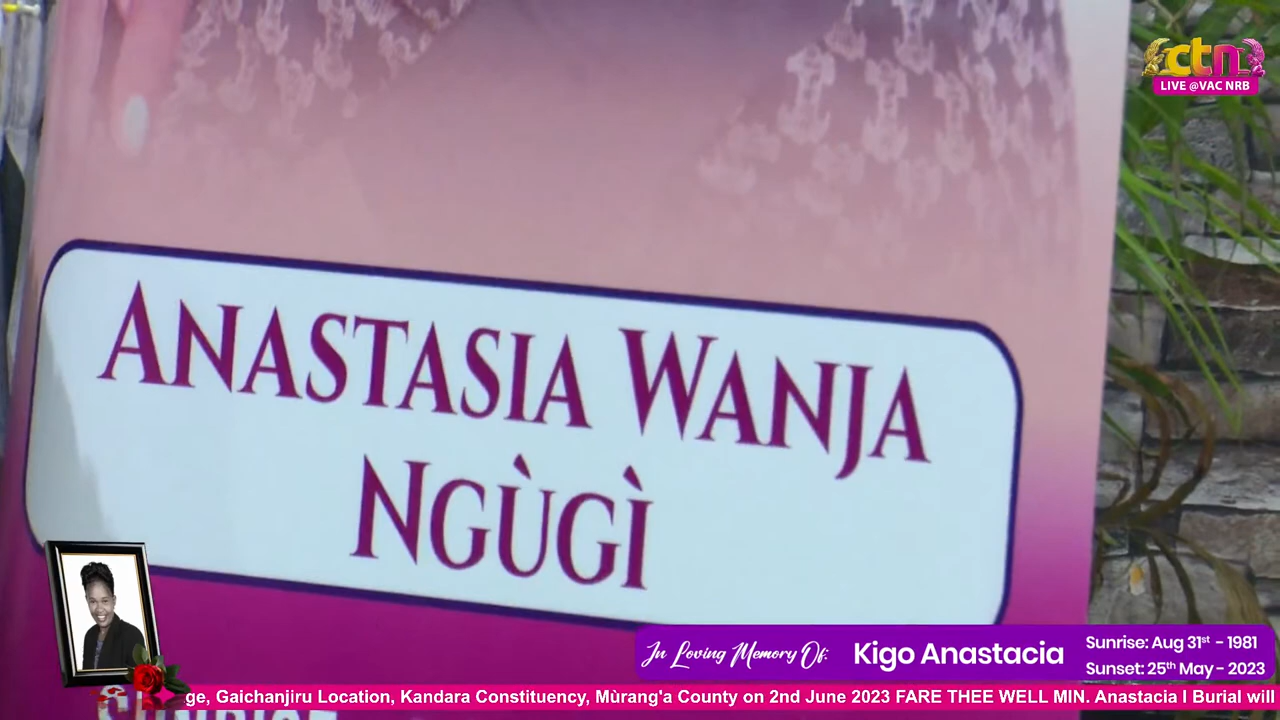 ctn
LIVE @VAC NRB
ANASTASIA WANJA
NGÙGÌ
In Loving Memory Of:
Kigo Anastacia
Sunrise: Aug 31st - 1981
Sunset: 25th May - 2023
ge, Gaichanjiru Location, Kandara Constituency, Mùrang'a County on 2nd June 2023 FARE THEE WELL MIN. Anastacia I Burial will
SUNRISE